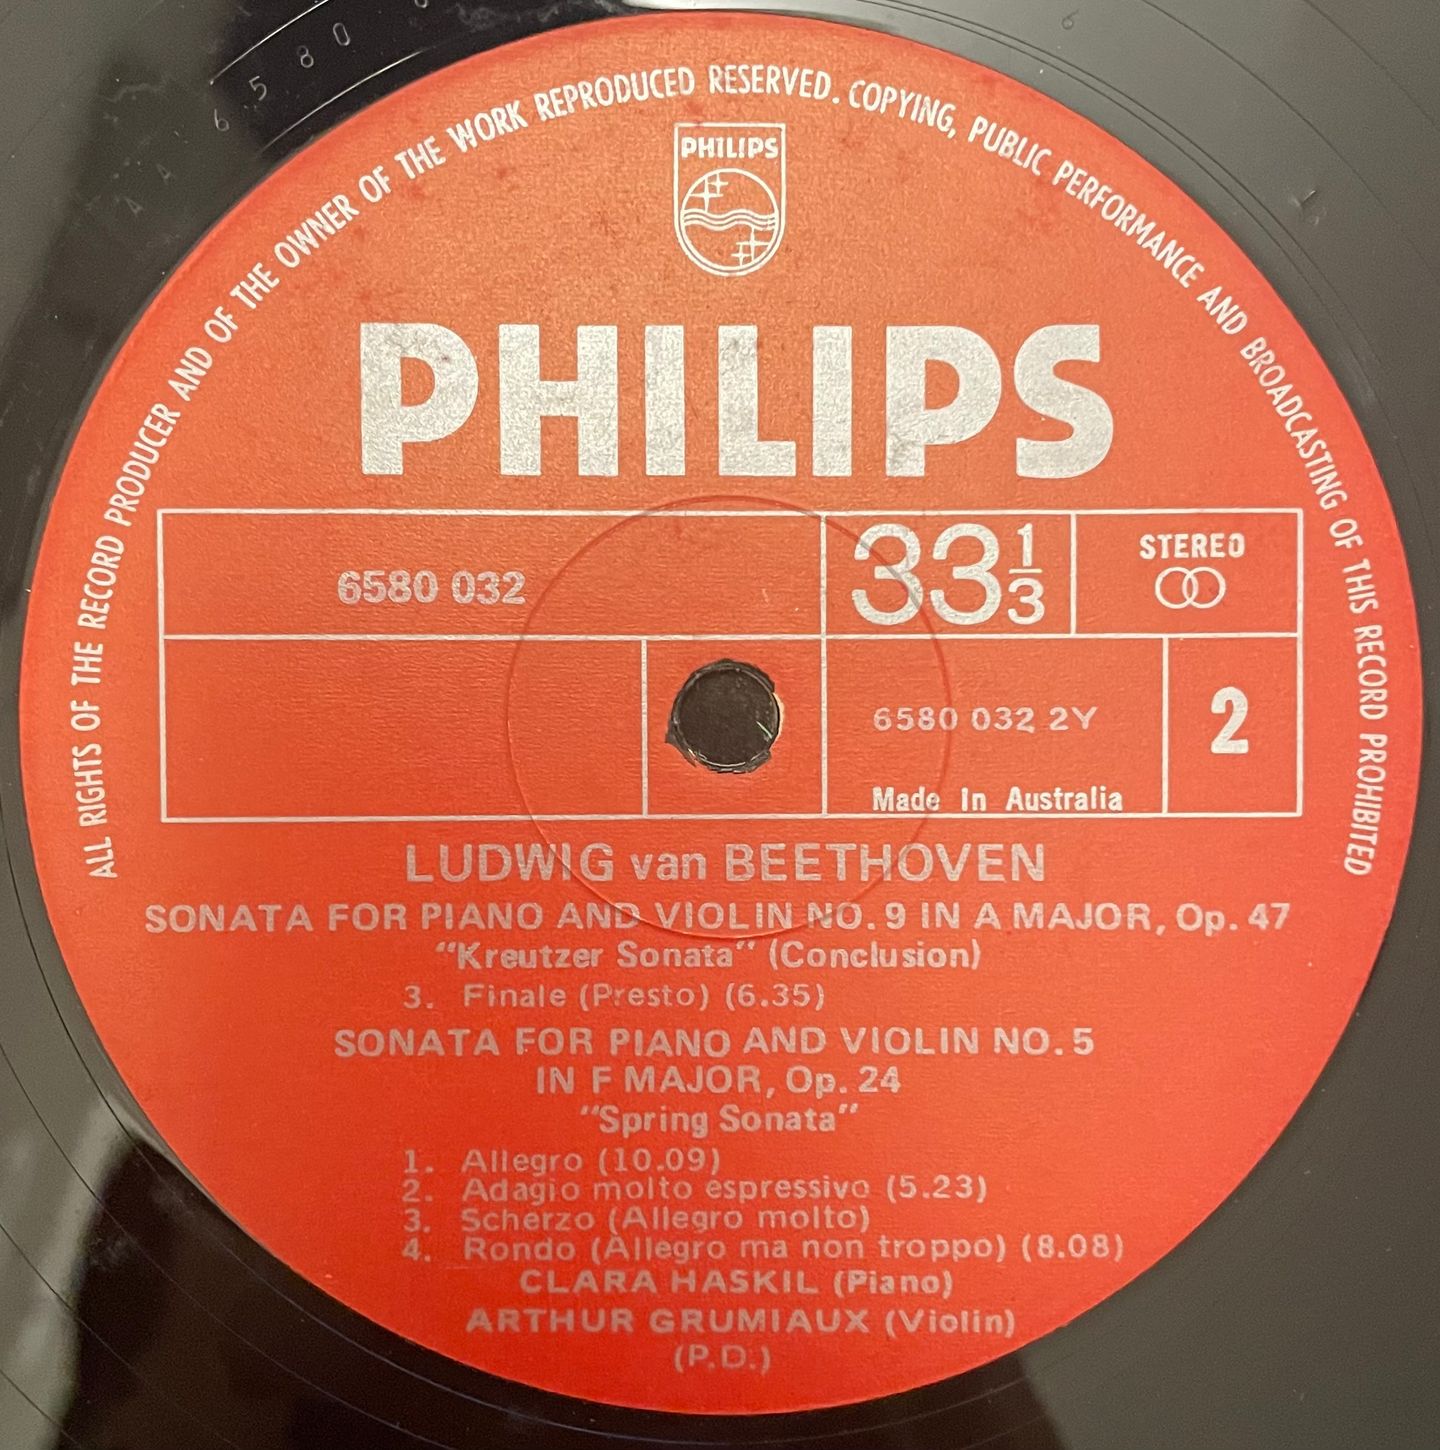 6580
ALL RIGHTS OF THE RECORD PRODUCER AND OF THE OWNER OF THE WORK REPRODUCED RESERVED. COPYING, PUBLIC PERFORMANCE AND BROADCASTING OF THIS RECORD PROHIBITED
PHILIPS
PHILIPS
6580 032
33 1/3
STEREO
6580 032 2Y
2
Made In Australia
LUDWIG van BEETHOVEN
SONATA FOR PIANO AND VIOLIN NO. 9 IN A MAJOR, Op. 47
"Kreutzer Sonata" (Conclusion)
3. Finale (Presto) (6.35)
SONATA FOR PIANO AND VIOLIN NO. 5
IN F MAJOR, Op. 24
"Spring Sonata"
1. Allegro (10.09)
2. Adagio molto espressivo (5.23)
3. Scherzo (Allegro molto)
4. Rondo (Allegro ma non troppo) (8.08)
CLARA HASKIL (Piano)
ARTHUR GRUMIAUX (Violin)
(P.D.)